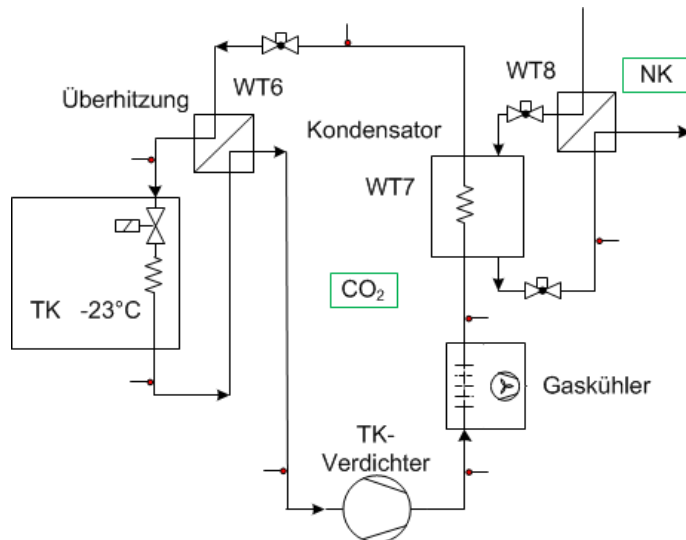 WT8
NK
WT6
Überhitzung
Kondensator
WT7
CO₂
TK -23°C
Gaskühler
TK-
Verdichter